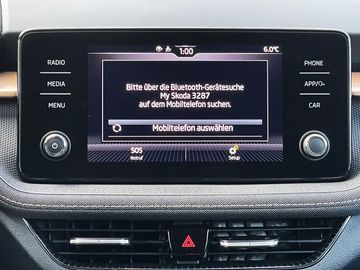 RADIO
MEDIA
MENU
1:00
6.0°C
Bitte über die Bluetooth-Gerätesuche
My Skoda 3287
auf dem Mobiltelefon suchen.
Mobiltelefon auswählen
SOS
Notruf
Setup
PHONE
APP/
CAR